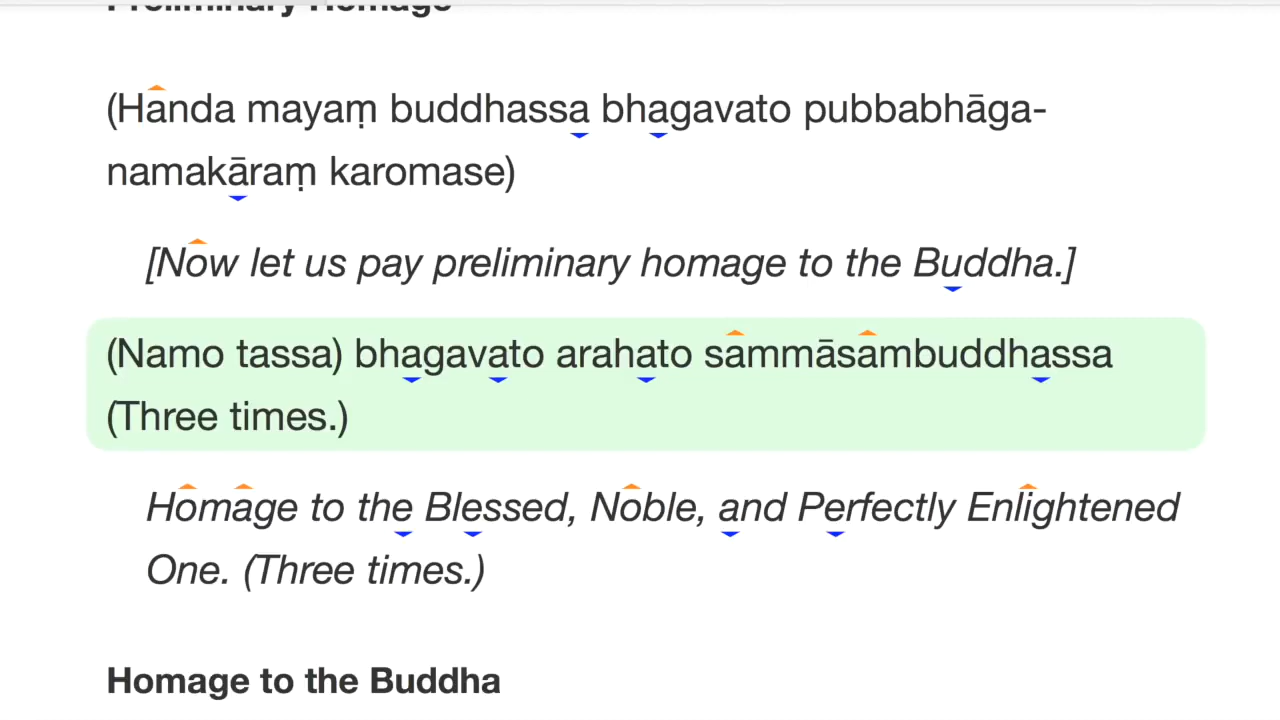 Preliminary Homage
(Handa mayaṃ buddhassa bhagavato pubbabhāga-
namakāraṃ karomase)
[Now let us pay preliminary homage to the Buddha.]
(Namo tassa) bhagavato arahato sammāsambuddhassa
(Three times.)
Homage to the Blessed, Noble, and Perfectly Enlightened
One. (Three times.)
Homage to the Buddha